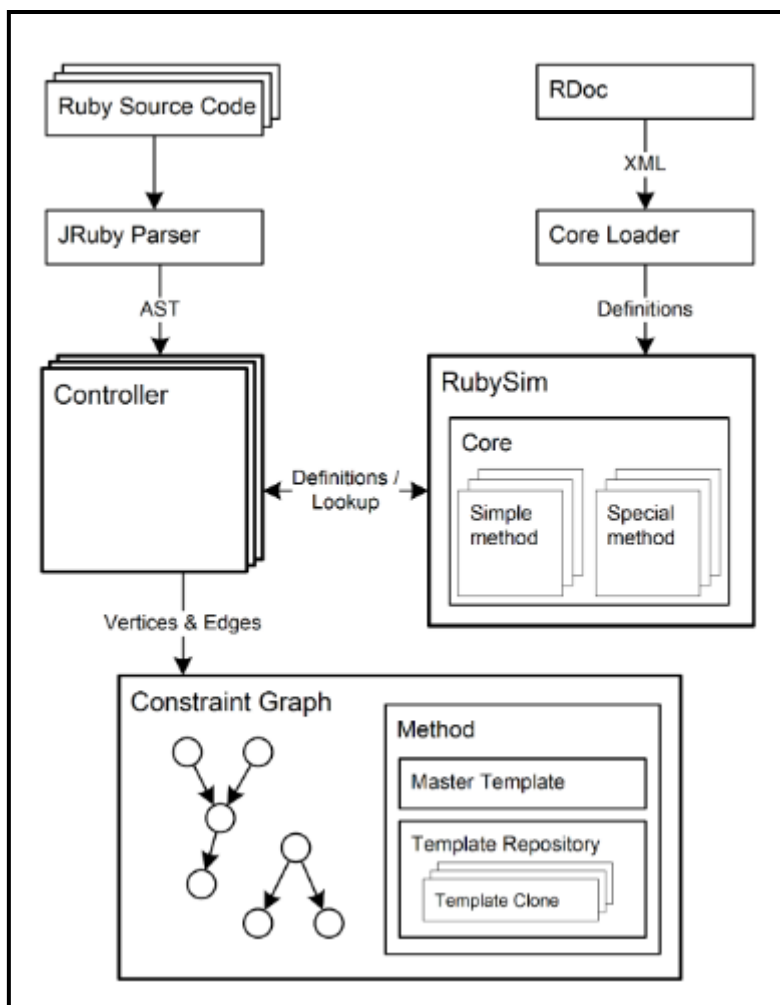 Ruby Source Code
RDoc
XML
JRuby Parser
Core Loader
AST
Definitions
Controller
RubySim
Core
Definitions /
Lookup
Simple
method
Special
method
Vertices & Edges
Constraint Graph
Method
Master Template
Template Repository
Template Clone